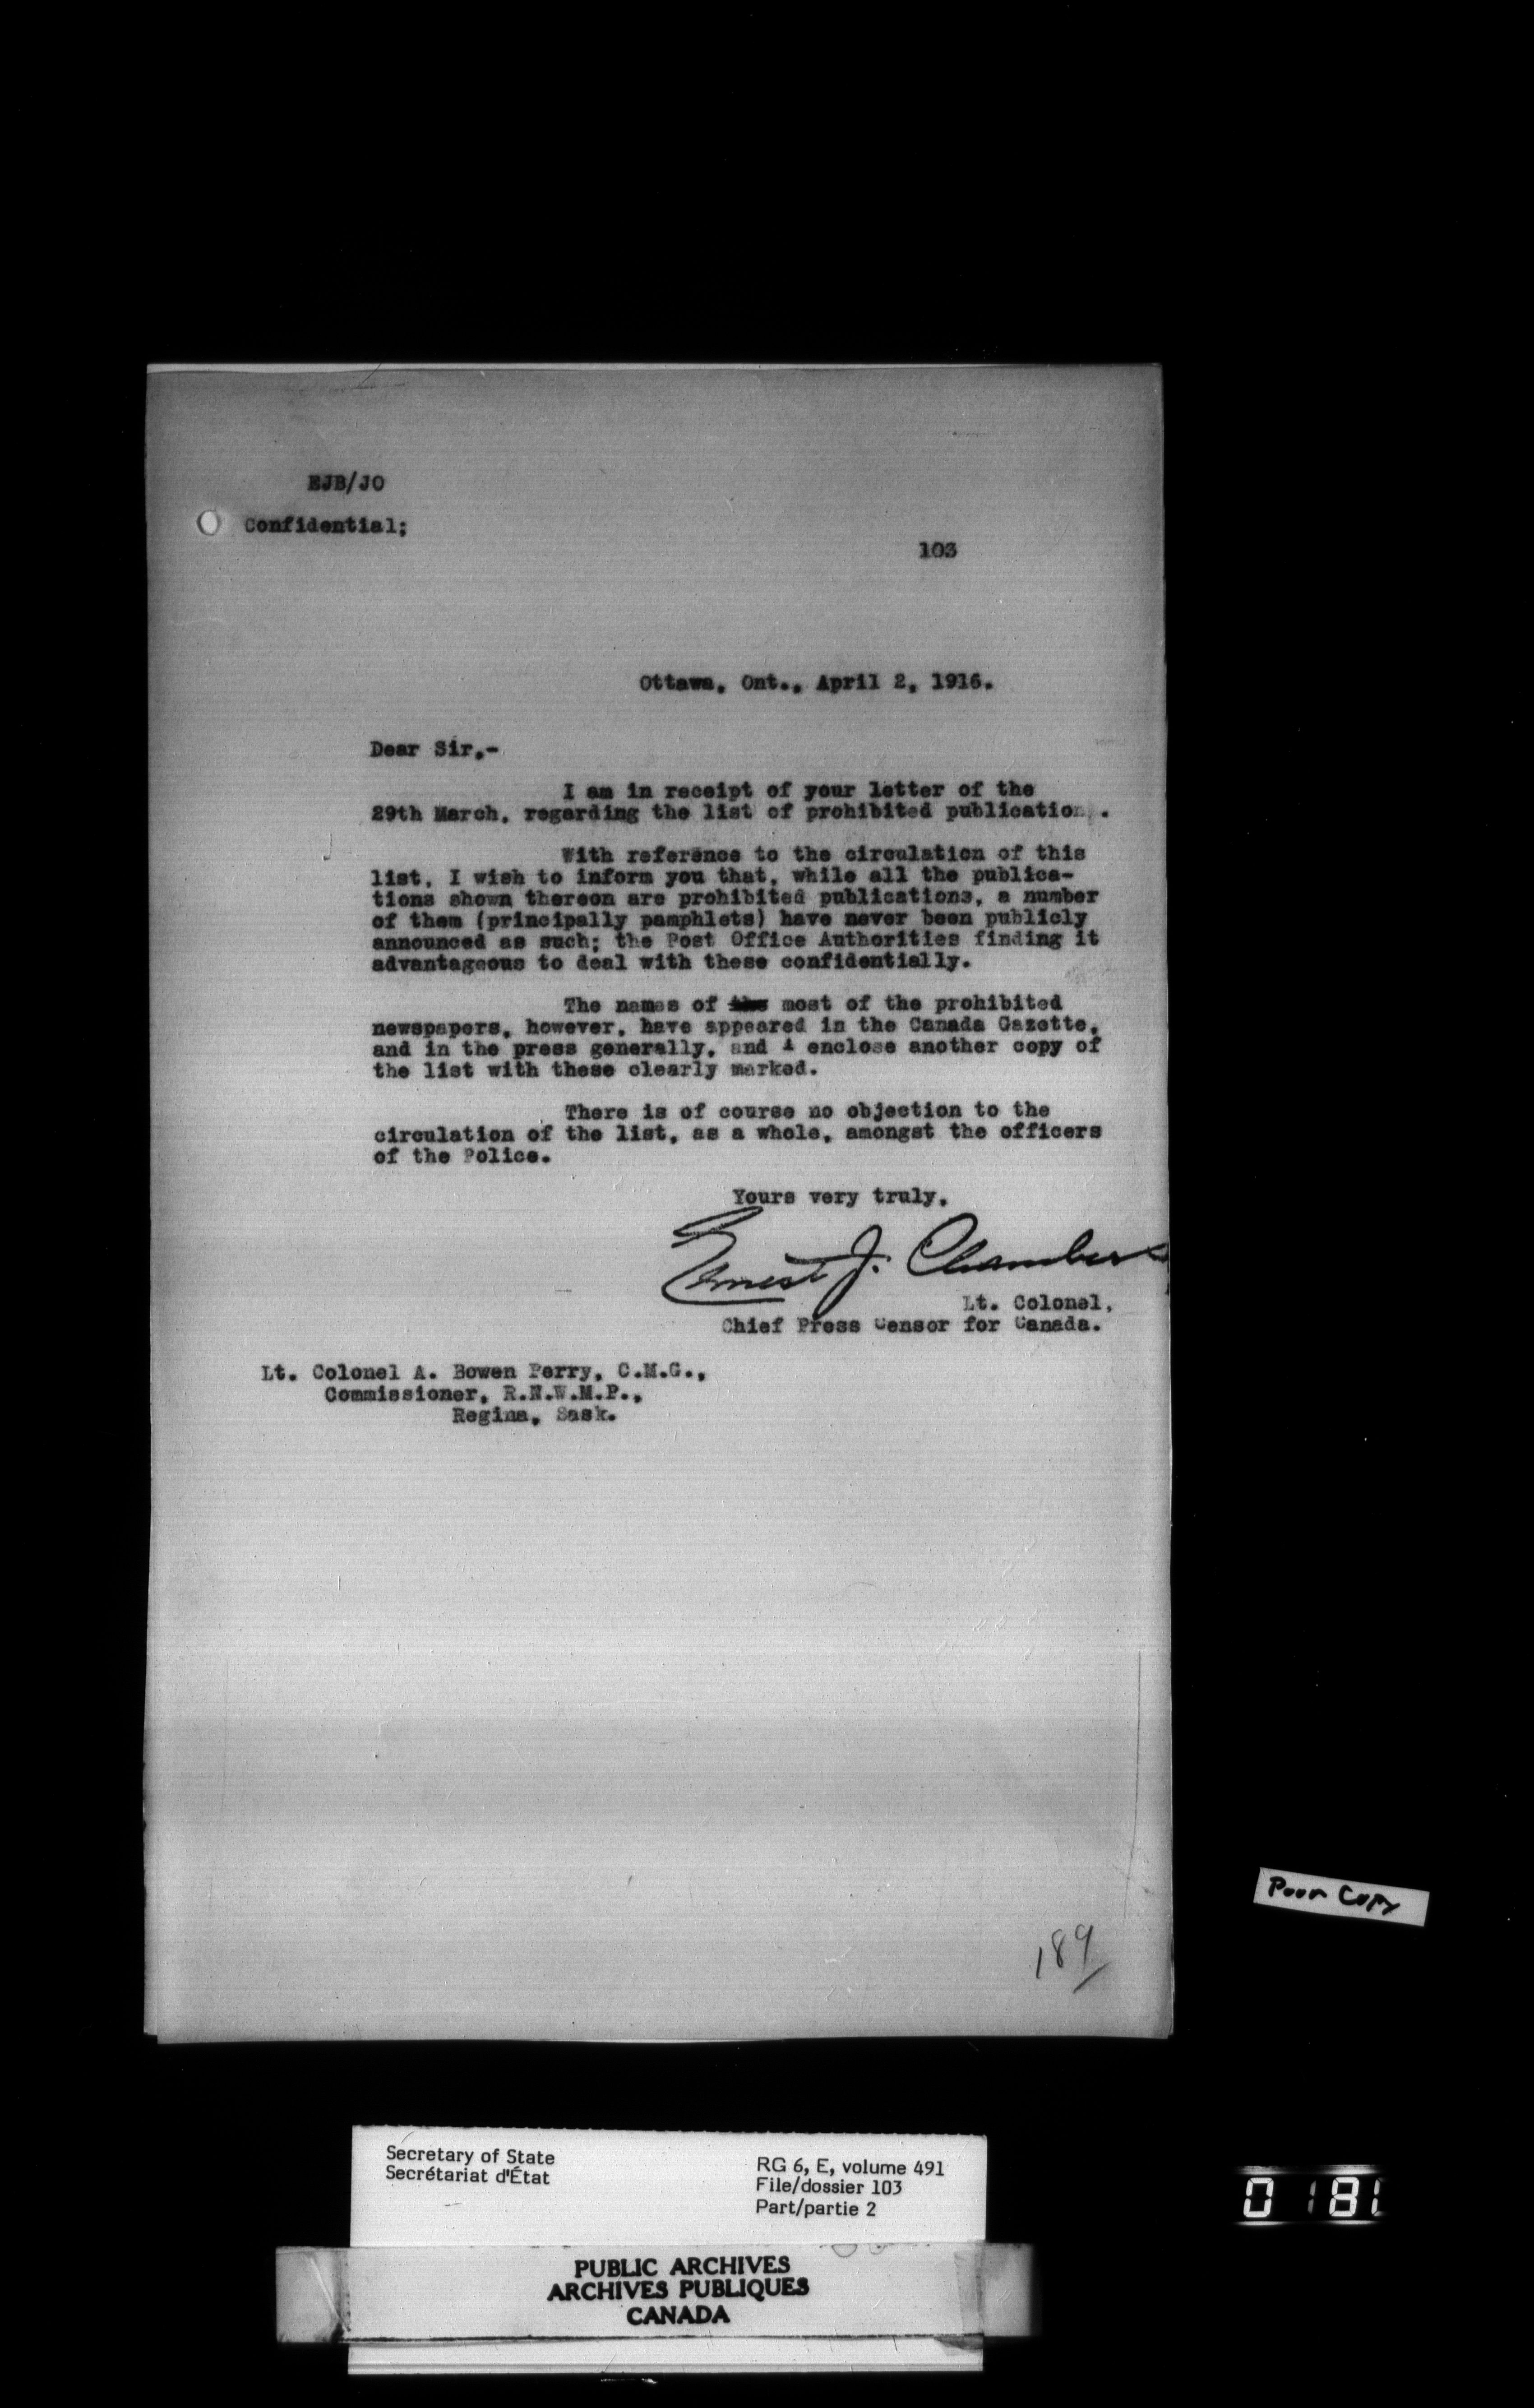 EJB/JO
Confidential;
103
Ottawa, Ont., April 2, 1916.
Dear Sir,-
I am in receipt of your letter of the
29th March, regarding the list of prohibited publication .
With reference to the circulation of this
list, I wish to inform you that, while all the publica-
tions shown thereon are prohibited publications, a number
of them (principally pamphlets) have never been publicly
announced as such; the Post Office Authorities finding it
advantageous to deal with these confidentially.
The names of the most of the prohibited
newspapers, however, have appeared in the Canada Gazette,
and in the press generally, and I enclose another copy of
the list with these clearly marked.
There is of course no objection to the
circulation of the list, as a whole, amongst the officers
of the Police.
Yours very truly,
Ernest J. Chambers
Lt. Colonel,
Chief Press Censor for Canada.
Lt. Colonel A. Bowen Perry, C.M.G.,
Commissioner, R.N.W.M.P.,
Regina, Sask.
Poor Copy
189
Secretary of State
Secrétariat d'État
RG 6, E, volume 491
File/dossier 103
Part/partie 2
0181
PUBLIC ARCHIVES
ARCHIVES PUBLIQUES
CANADA